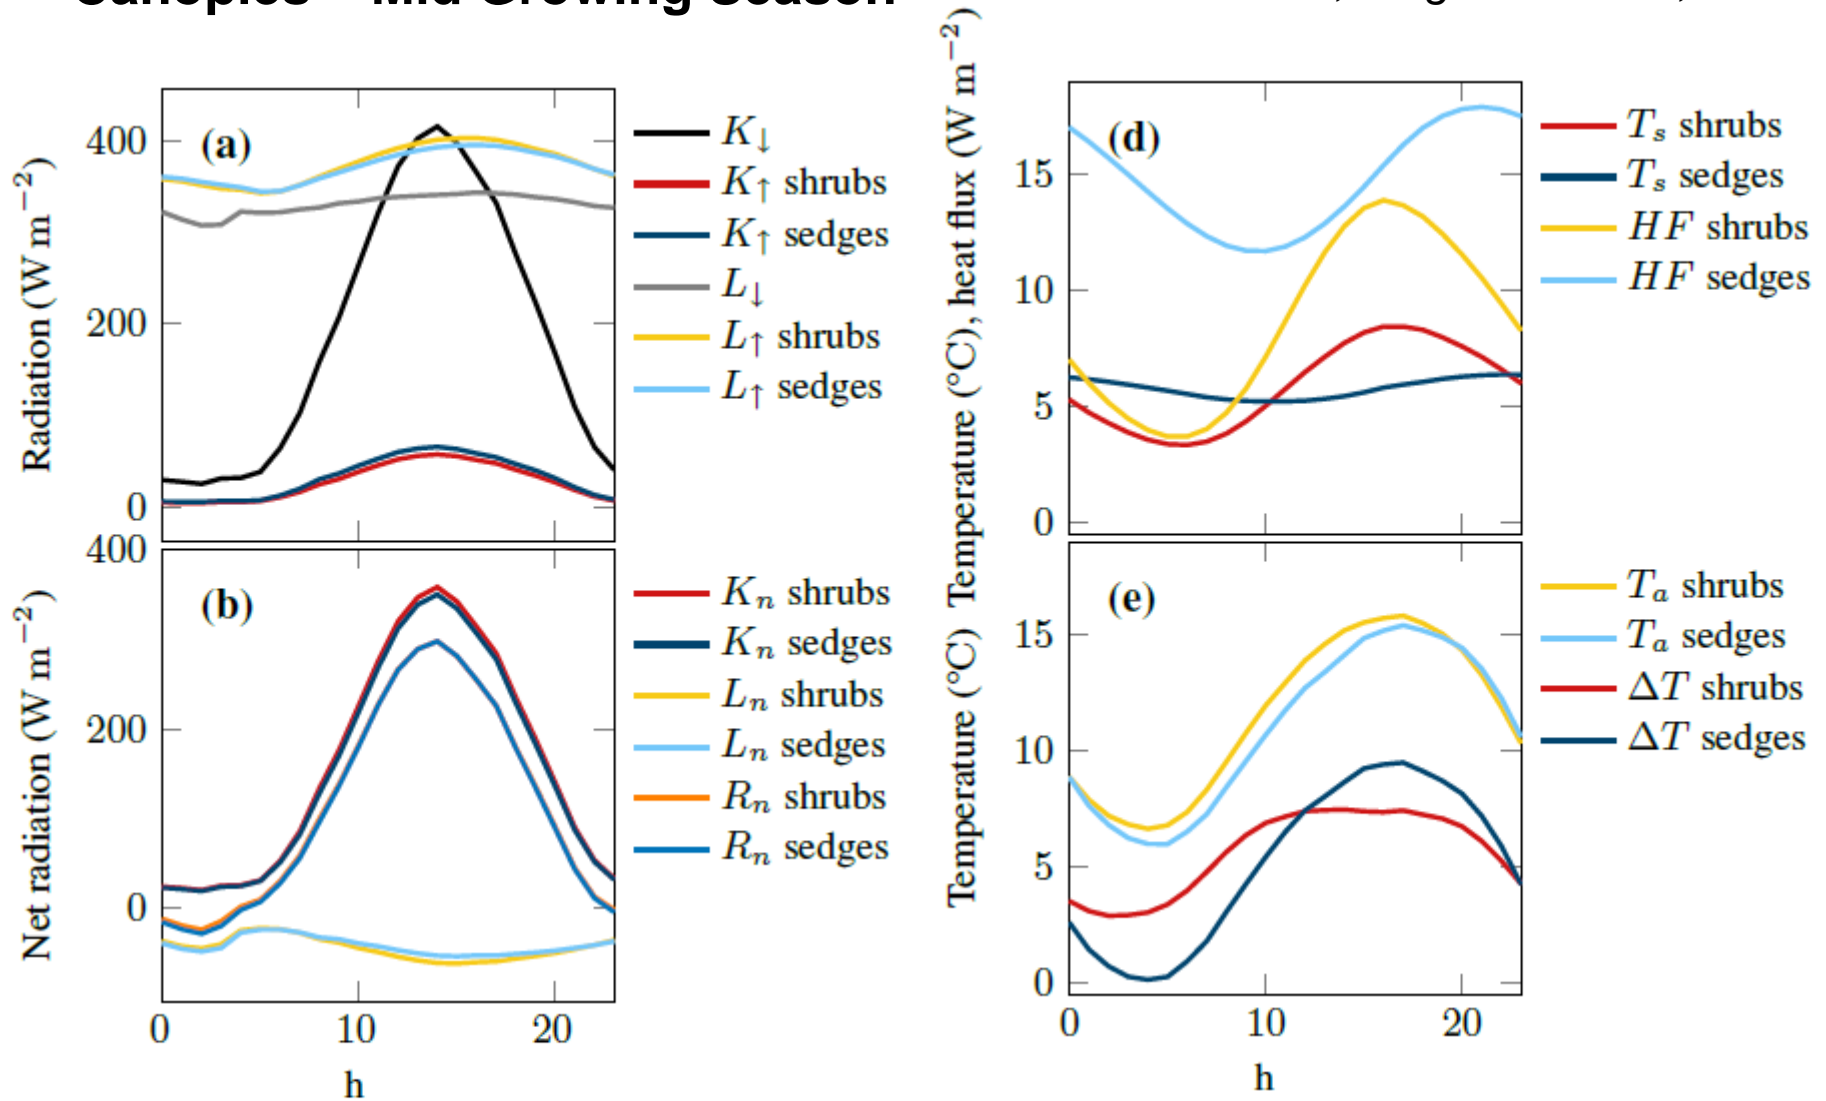 Canopies – Mid Growing Season
(a)
Radiation (W m⁻²)
400
200
0
K↓
K↑ shrubs
K↑ sedges
L↓
L↑ shrubs
L↑ sedges
(b)
Net radiation (W m⁻²)
400
200
0
0 10 20
h
Kₙ shrubs
Kₙ sedges
Lₙ shrubs
Lₙ sedges
Rₙ shrubs
Rₙ sedges
(d)
Temperature (°C), heat flux (W m⁻²)
15
10
5
0
Tₛ shrubs
Tₛ sedges
HF shrubs
HF sedges
(e)
Temperature (°C)
15
10
5
0
0 10 20
h
Tₐ shrubs
Tₐ sedges
ΔT shrubs
ΔT sedges